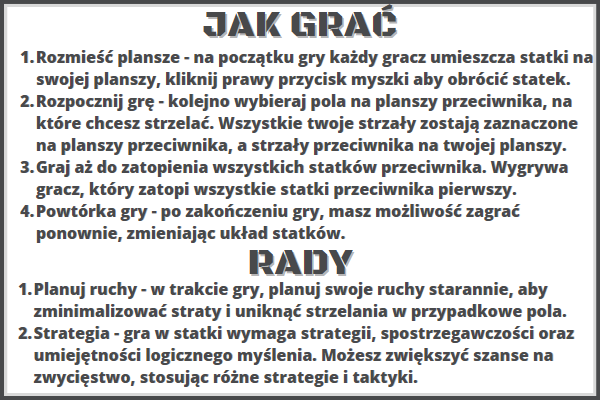 JAK GRAĆ
1. Rozmieść plansze - na początku gry każdy gracz umieszcza statki na
swojej planszy, kliknij prawy przycisk myszki aby obrócić statek.
2. Rozpocznij grę - kolejno wybieraj pola na planszy przeciwnika, na
które chcesz strzelać. Wszystkie twoje strzały zostają zaznaczone
na planszy przeciwnika, a strzały przeciwnika na twojej planszy.
3. Graj aż do zatopienia wszystkich statków przeciwnika. Wygrywa
gracz, który zatopi wszystkie statki przeciwnika pierwszy.
4. Powtórka gry - po zakończeniu gry, masz możliwość zagrać
ponownie, zmieniając układ statków.
RADY
1. Planuj ruchy - w trakcie gry, planuj swoje ruchy starannie, aby
zminimalizować straty i uniknąć strzelania w przypadkowe pola.
2. Strategia - gra w statki wymaga strategii, spostrzegawczości oraz
umiejętności logicznego myślenia. Możesz zwiększyć szanse na
zwycięstwo, stosując różne strategie i taktyki.